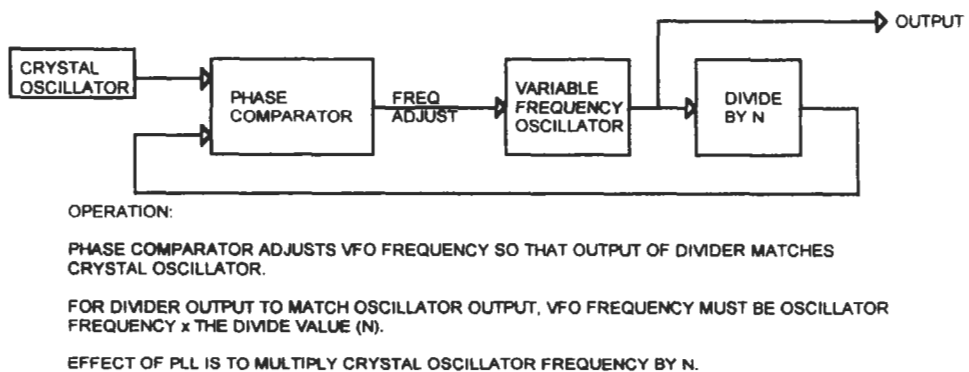 OUTPUT
CRYSTAL
OSCILLATOR
PHASE
COMPARATOR
FREQ
ADJUST
VARIABLE
FREQUENCY
OSCILLATOR
DIVIDE
BY N
OPERATION:
PHASE COMPARATOR ADJUSTS VFO FREQUENCY SO THAT OUTPUT OF DIVIDER MATCHES
CRYSTAL OSCILLATOR.
FOR DIVIDER OUTPUT TO MATCH OSCILLATOR OUTPUT, VFO FREQUENCY MUST BE OSCILLATOR
FREQUENCY x THE DIVIDE VALUE (N).
EFFECT OF PLL IS TO MULTIPLY CRYSTAL OSCILLATOR FREQUENCY BY N.